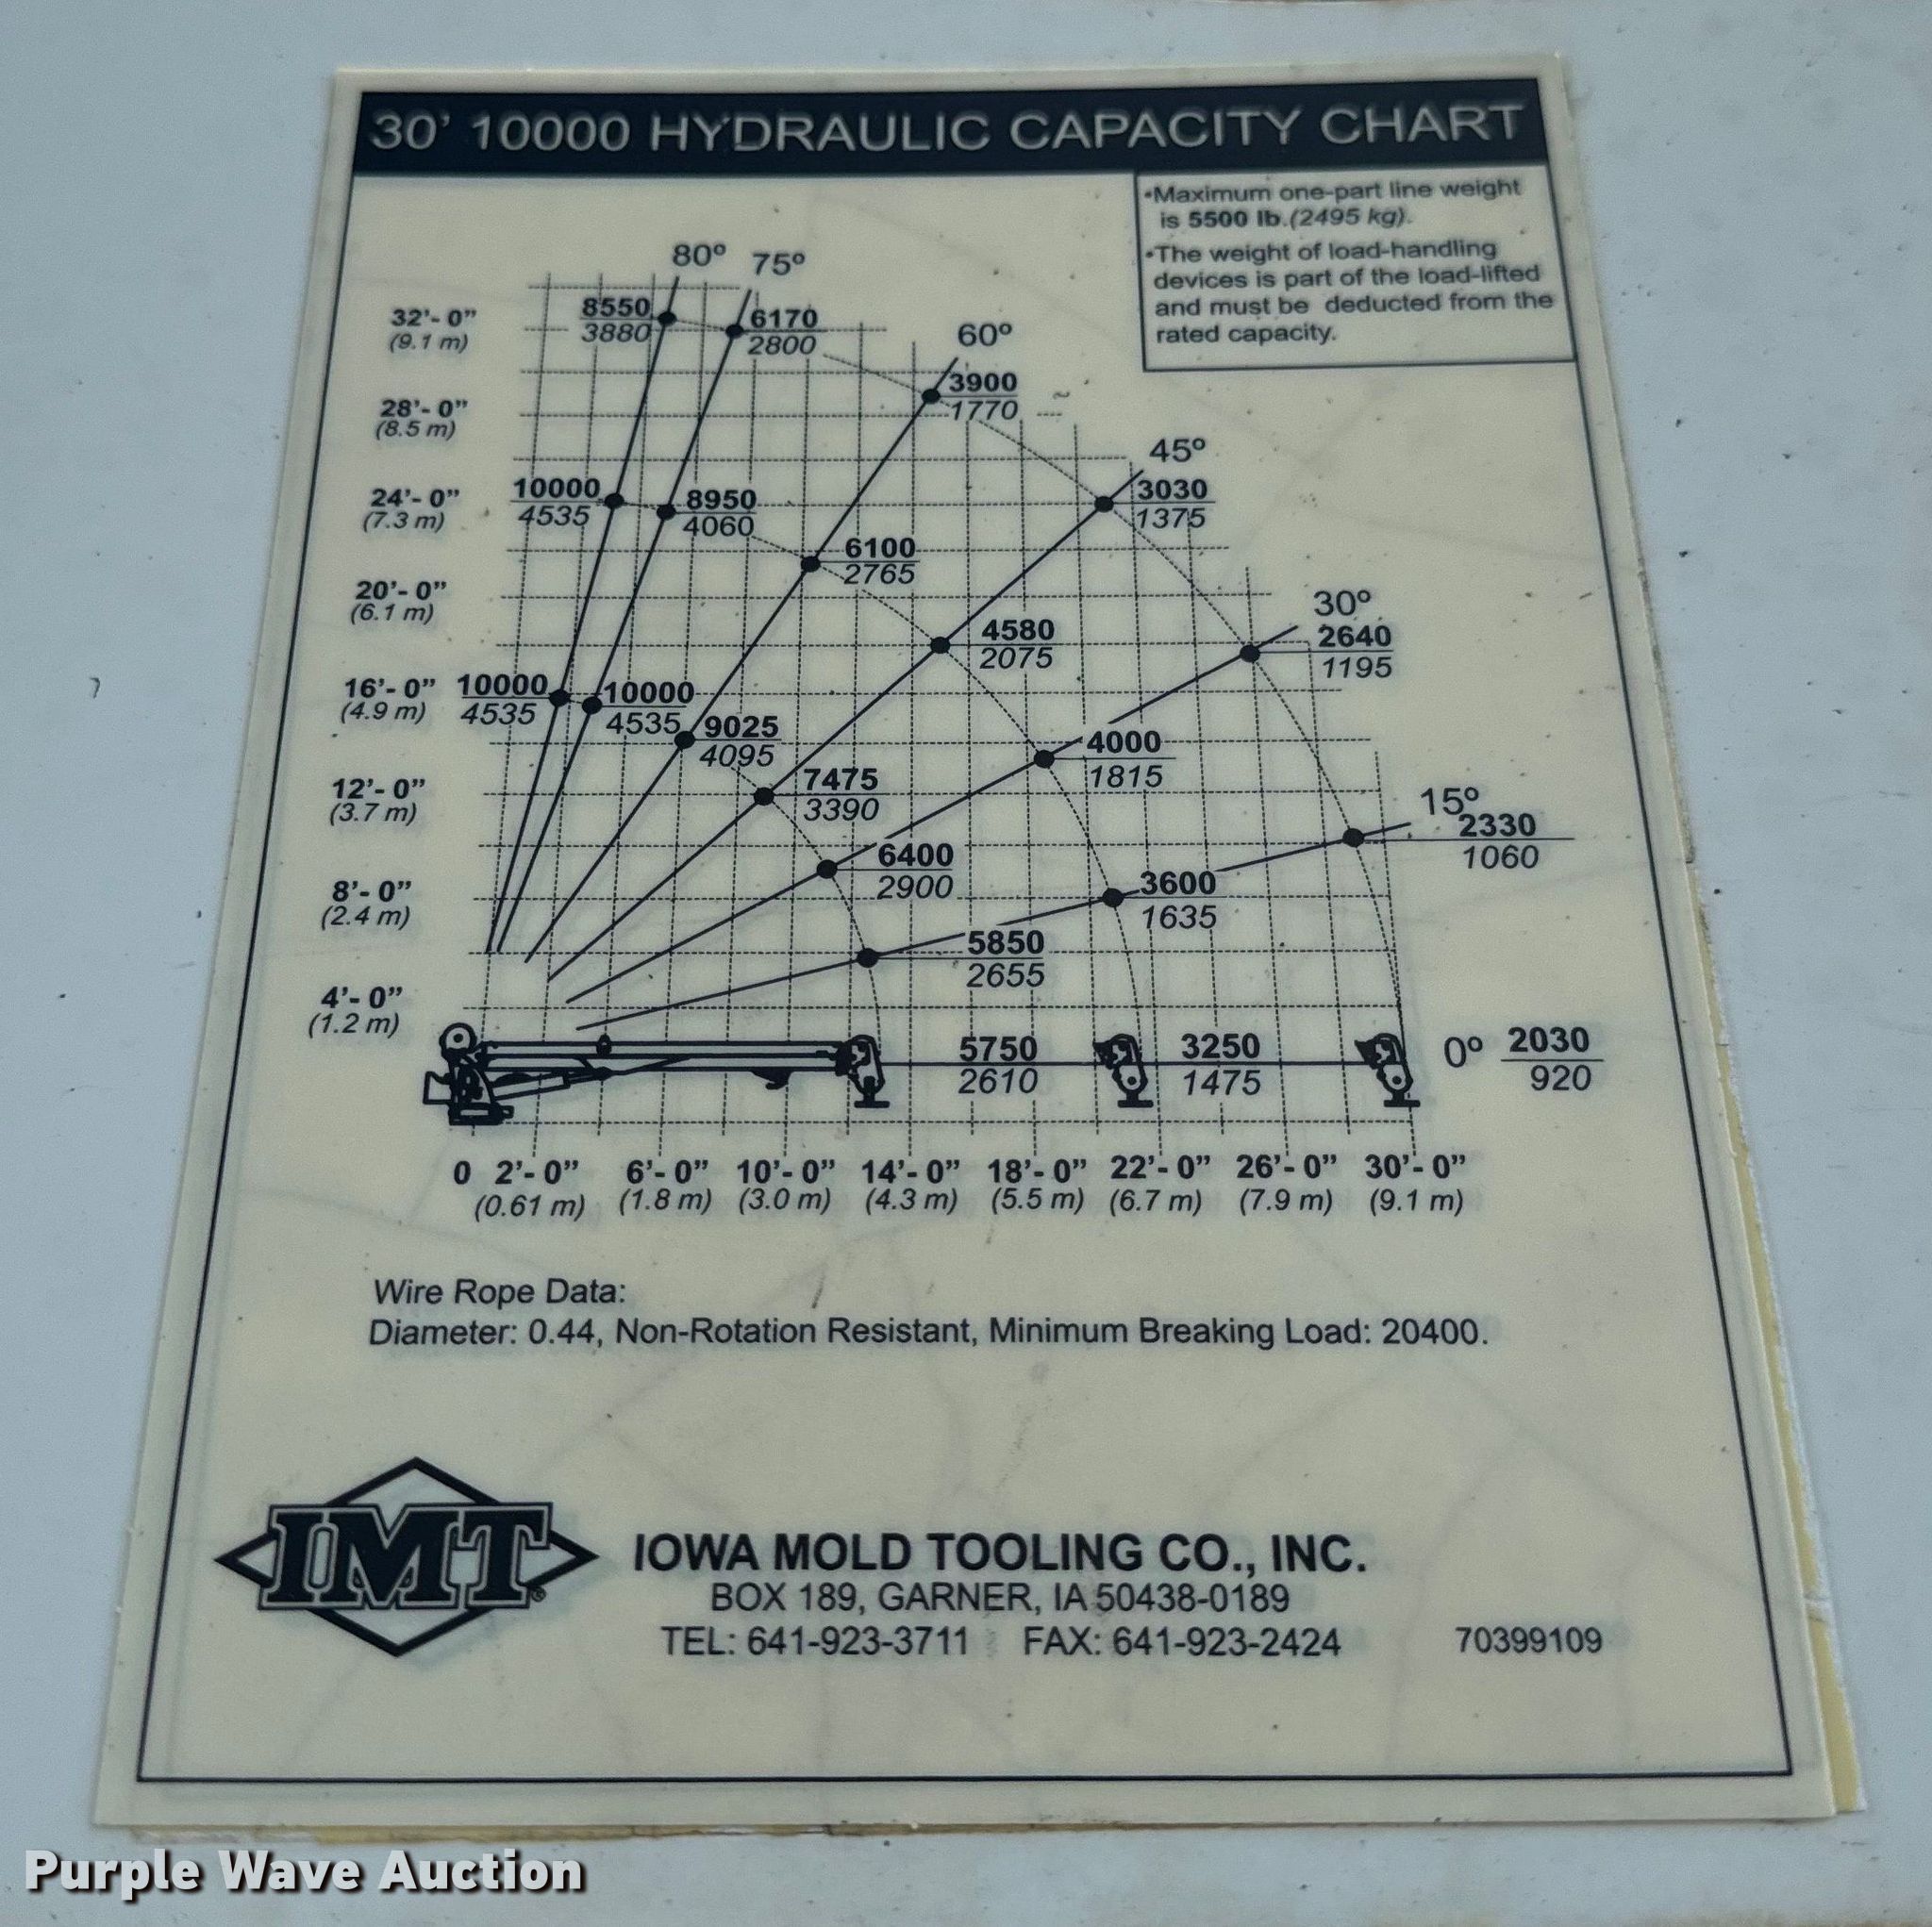 30’ 10000 HYDRAULIC CAPACITY CHART
•Maximum one-part line weight
is 5500 lb.(2495 kg).
•The weight of load-handling
devices is part of the load-lifted
and must be deducted from the
rated capacity.
80º 75º
32’- 0” 8550 6170
(9.1 m) 3880 2800
60º
3900
28’- 0” 1770
(8.5 m)
45º
24’- 0” 10000 8950 3030
(7.3 m) 4535 4060 1375
6100
2765
20’- 0” 30º
(6.1 m)
4580 2640
2075 1195
16’- 0” 10000 10000
(4.9 m) 4535 4535
9025 4000
4095 1815
12’- 0” 7475 15º
(3.7 m) 3390 2330
6400 1060
2900
8’- 0” 3600
(2.4 m) 1635
5850
2655
4’- 0”
(1.2 m)
5750 3250 0º 2030
2610 1475 920
0 2’- 0” 6’- 0” 10’- 0” 14’- 0” 18’- 0” 22’- 0” 26’- 0” 30’- 0”
(0.61 m) (1.8 m) (3.0 m) (4.3 m) (5.5 m) (6.7 m) (7.9 m) (9.1 m)
Wire Rope Data:
Diameter: 0.44, Non-Rotation Resistant, Minimum Breaking Load: 20400.
IMT®
IOWA MOLD TOOLING CO., INC.
BOX 189, GARNER, IA 50438-0189
TEL: 641-923-3711 FAX: 641-923-2424 70399109
Purple Wave Auction